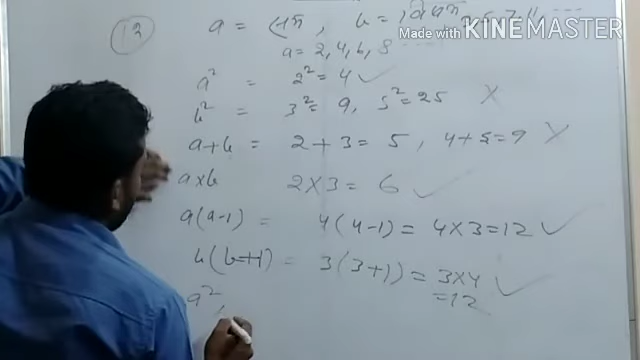 (12) a = सम, b = विषम
Made with KINEMASTER
a = 2, 4, 6, 8 ....
a² = 2² = 4 ✓
b² = 3² = 9, 5² = 25 X
a + b = 2 + 3 = 5, 4 + 5 = 9 X
a x b 2 x 3 = 6 ✓
a(a-1) = 4(4-1) = 4 x 3 = 12 ✓
b(b+1) = 3(3+1) = 3 x 4 ✓
= 12
a²,